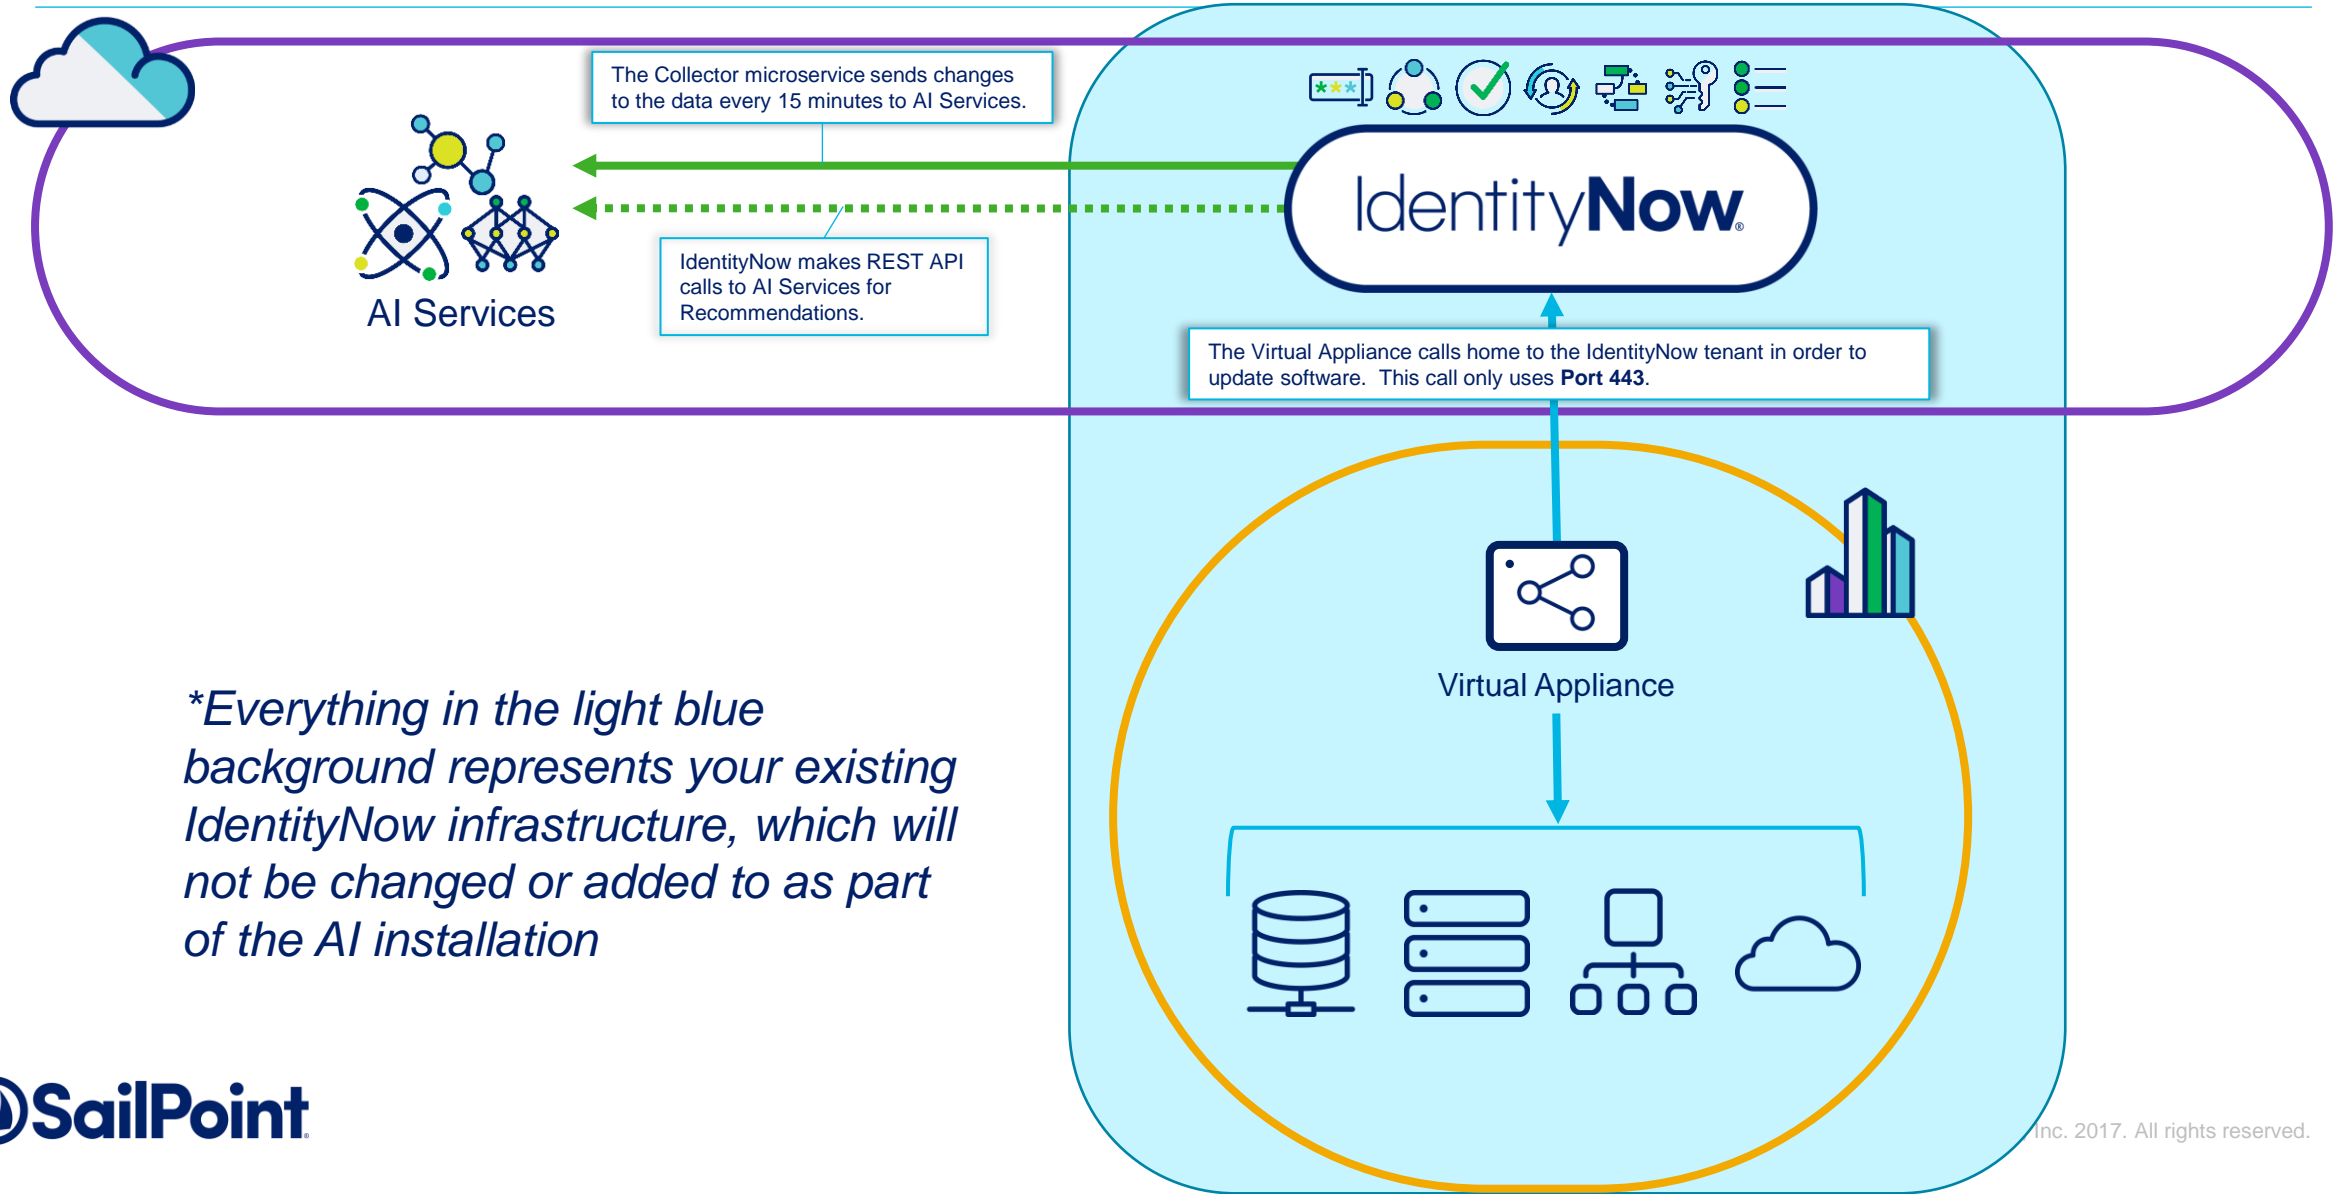 The Collector microservice sends changes
to the data every 15 minutes to AI Services.
***
IdentityNow®
AI Services
IdentityNow makes REST API
calls to AI Services for
Recommendations.
The Virtual Appliance calls home to the IdentityNow tenant in order to
update software.  This call only uses Port 443.
Virtual Appliance
*Everything in the light blue
background represents your existing
IdentityNow infrastructure, which will
not be changed or added to as part
of the AI installation
SailPoint
Inc. 2017. All rights reserved.